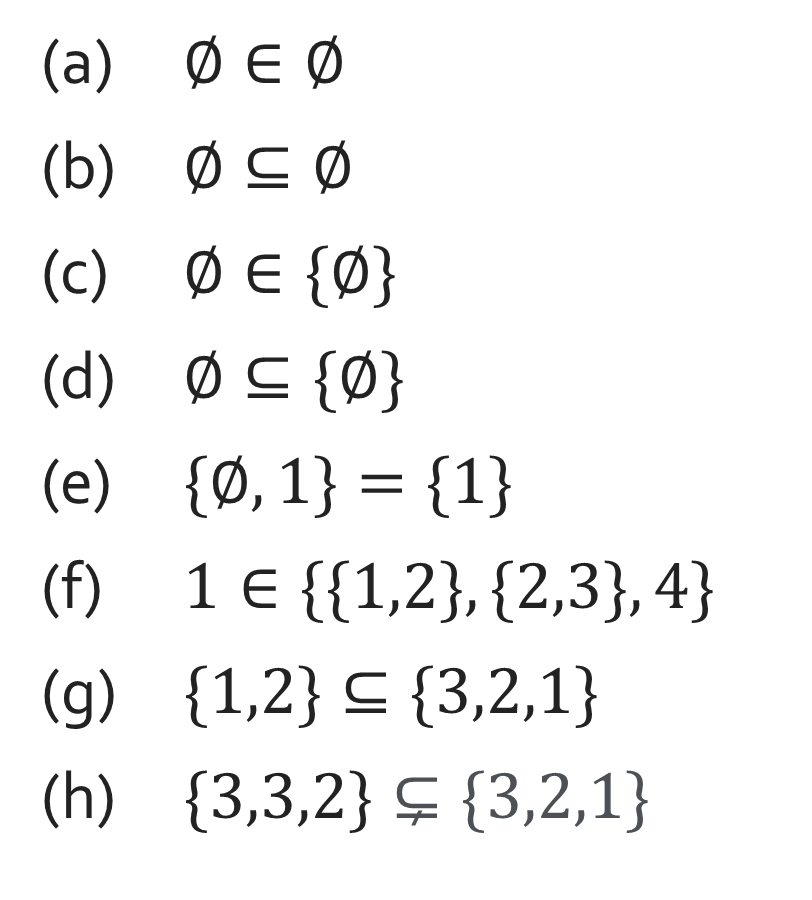 (a) ∅ ∈ ∅
(b) ∅ ⊆ ∅
(c) ∅ ∈ {∅}
(d) ∅ ⊆ {∅}
(e) {∅, 1} = {1}
(f) 1 ∈ {{1,2}, {2,3}, 4}
(g) {1,2} ⊆ {3,2,1}
(h) {3,3,2} ⊊ {3,2,1}